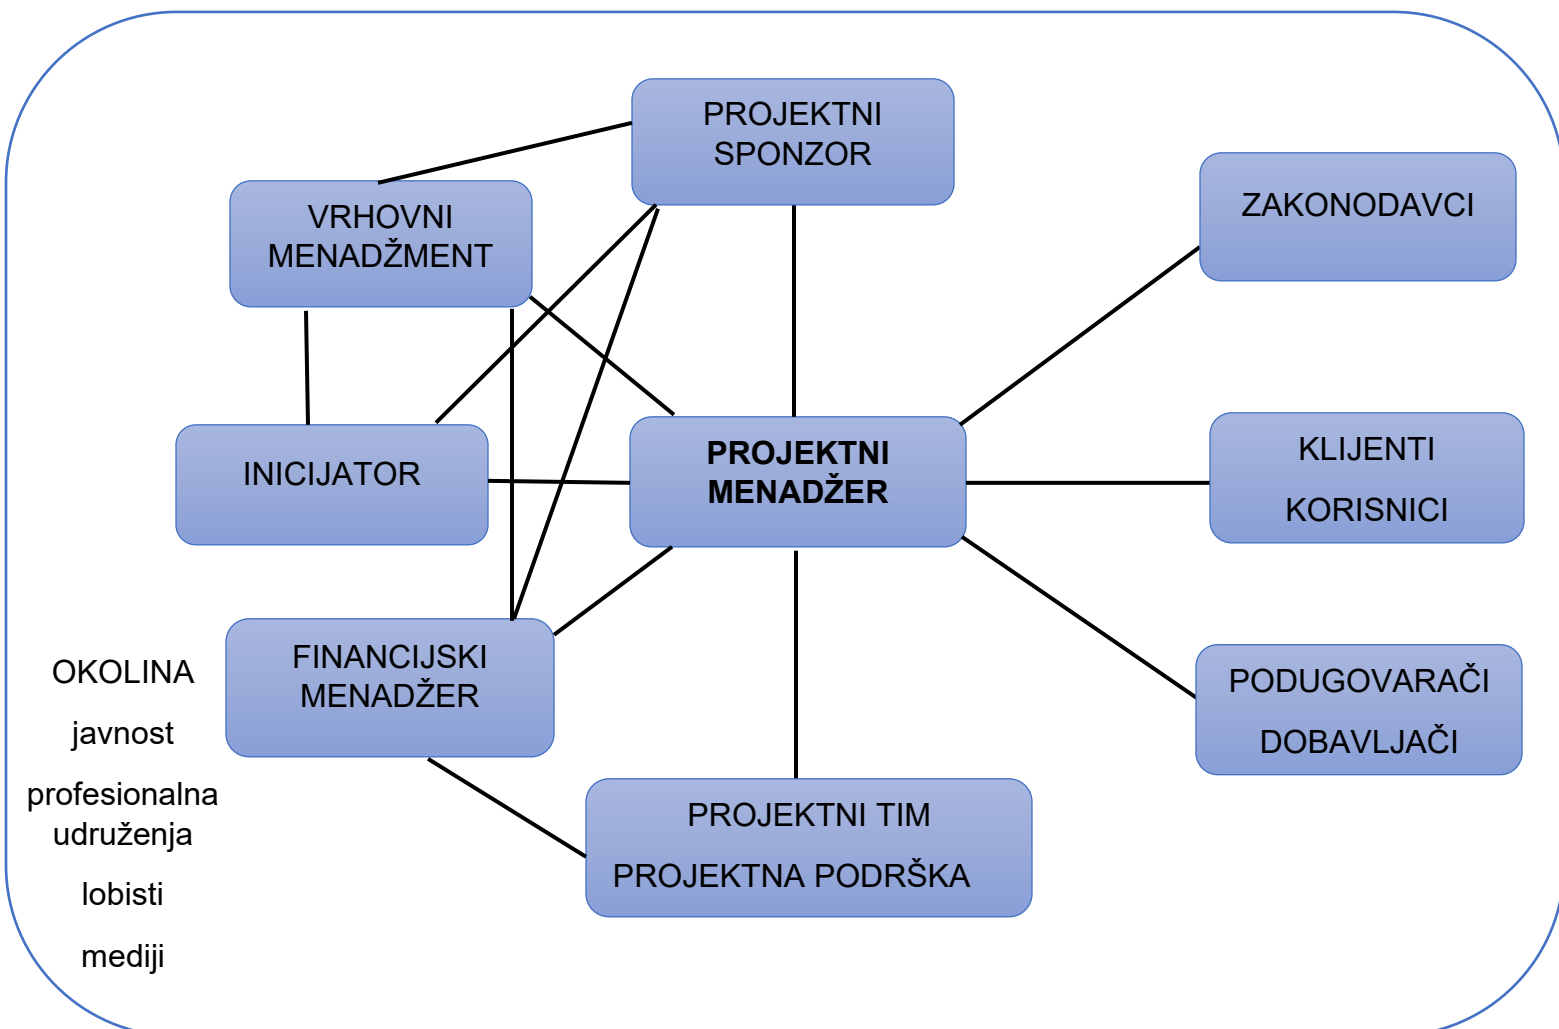 PROJEKTNI
SPONZOR
VRHOVNI
MENADŽMENT
ZAKONODAVCI
INICIJATOR
PROJEKTNI
MENADŽER
KLIJENTI
KORISNICI
FINANCIJSKI
MENADŽER
PODUGOVARAČI
DOBAVLJAČI
OKOLINA
javnost
profesionalna
udruženja
lobisti
mediji
PROJEKTNI TIM
PROJEKTNA PODRŠKA